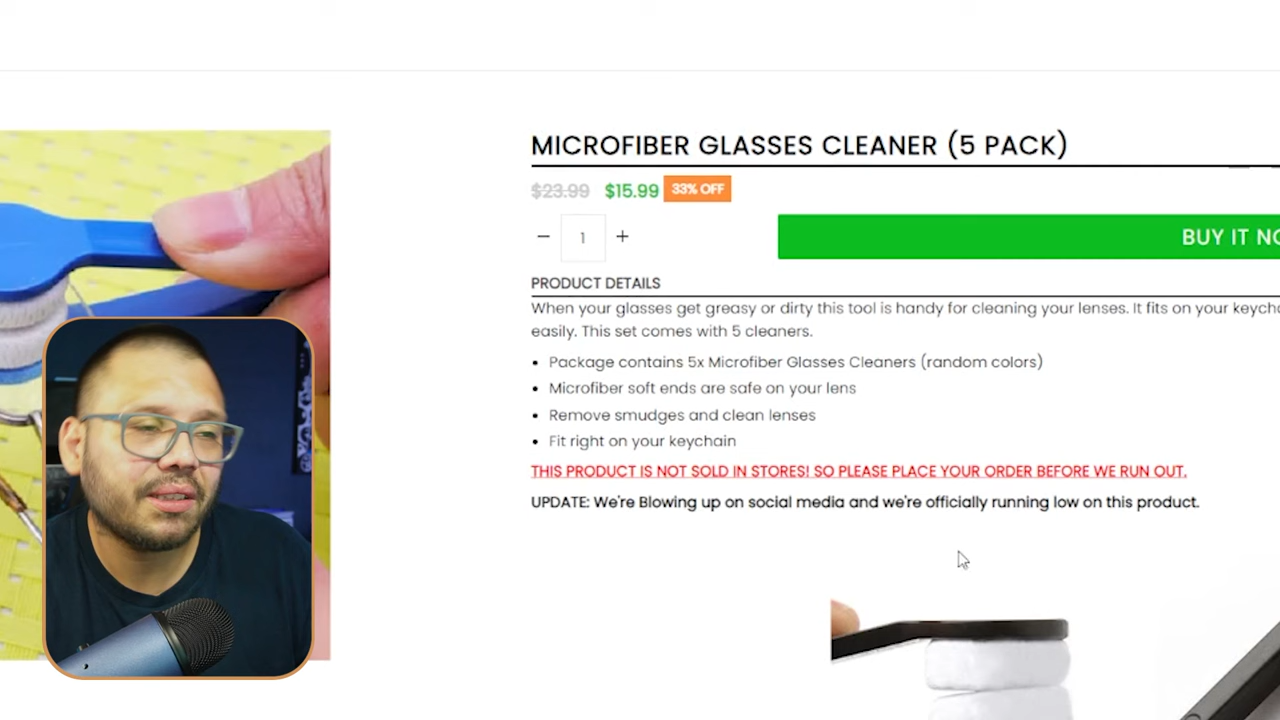 MICROFIBER GLASSES CLEANER (5 PACK)
$23.99 $15.99 33% OFF
− 1 + BUY IT
PRODUCT DETAILS
When your glasses get greasy or dirty this tool is handy for cleaning your lenses. It fits on your
easily. This set comes with 5 cleaners.
• Package contains 5x Microfiber Glasses Cleaners (random colors)
• Microfiber soft ends are safe on your lens
• Remove smudges and clean lenses
• Fit right on your keychain
THIS PRODUCT IS NOT SOLD IN STORES! SO PLEASE PLACE YOUR ORDER BEFORE WE RUN OUT.
UPDATE: We're Blowing up on social media and we're officially running low on this product.